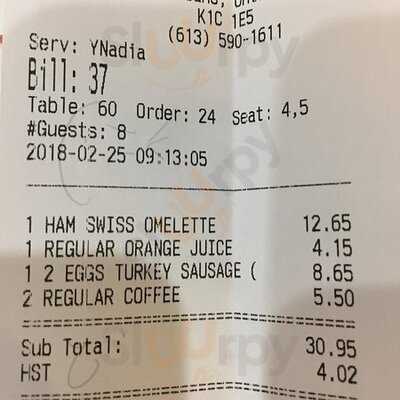 K1C 1E5
(613) 590-1611
Serv: YNadia
Bill: 37
Table: 60 Order: 24 Seat: 4,5
#Guests: 8
2018-02-25 09:13:05
1 HAM SWISS OMELETTE 12.65
1 REGULAR ORANGE JUICE 4.15
1 2 EGGS TURKEY SAUSAGE ( 8.65
2 REGULAR COFFEE 5.50
Sub Total: 30.95
HST 4.02